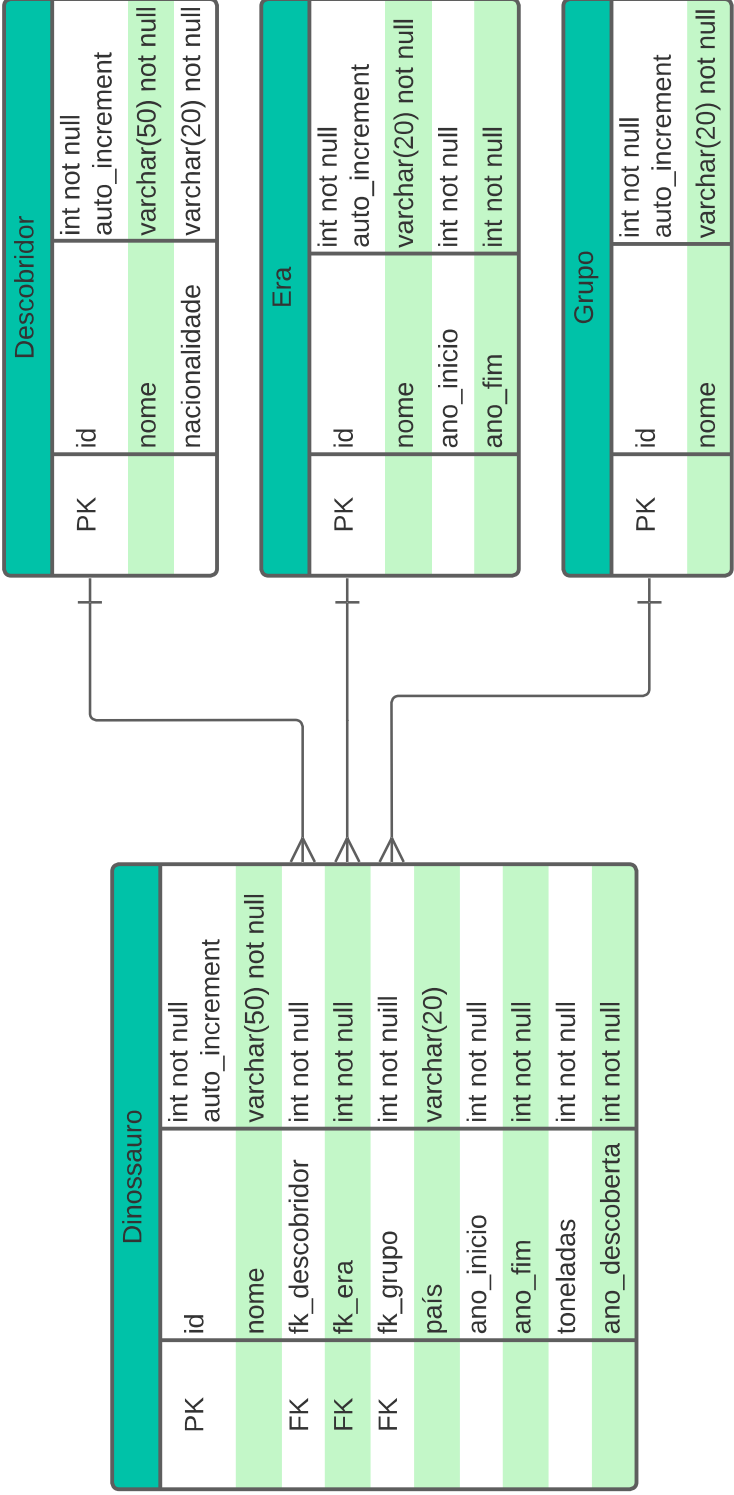 Descobridor
PK id int not null
auto_increment
nome varchar(50) not null
nacionalidade varchar(20) not null
Era
PK id int not null
auto_increment
nome varchar(20) not null
ano_inicio int not null
ano_fim int not null
Grupo
PK id int not null
auto_increment
nome varchar(20) not null
Dinossauro
PK id int not null
auto_increment
nome varchar(50) not null
FK fk_descobridor int not null
FK fk_era int not null
FK fk_grupo int not nuill
país varchar(20)
ano_inicio int not null
ano_fim int not null
toneladas int not null
ano_descoberta int not null